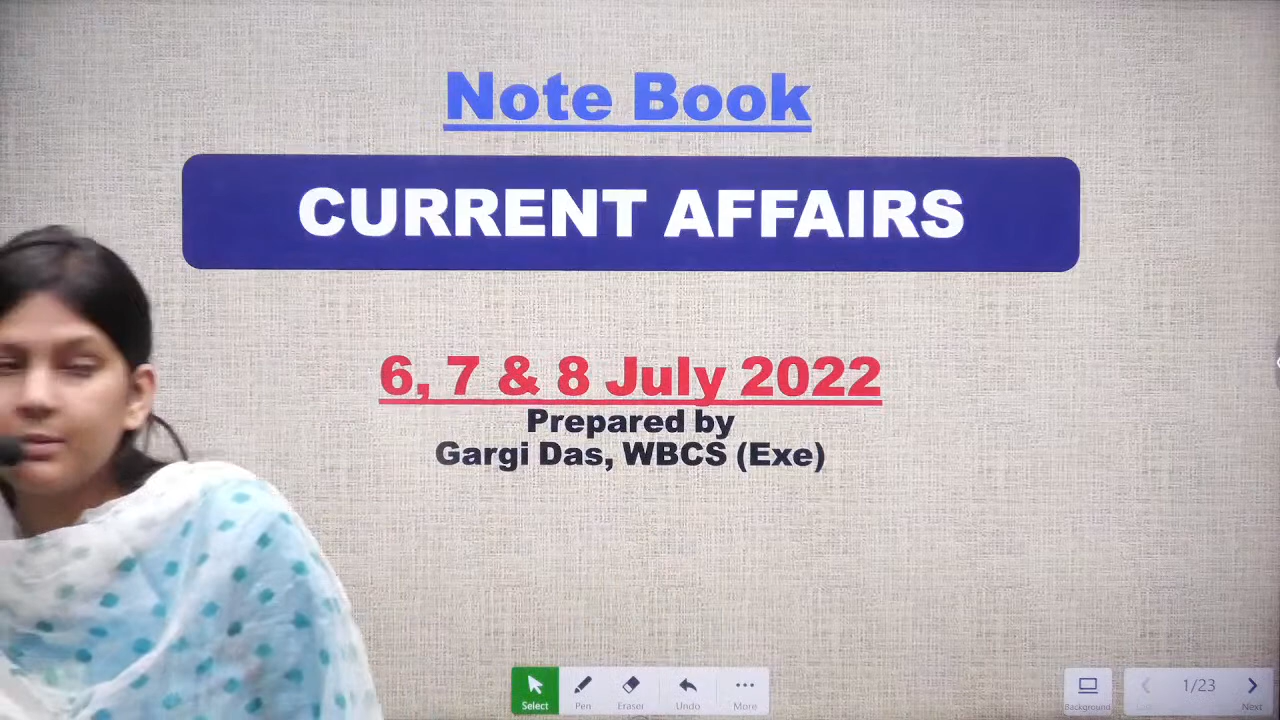 Note Book
CURRENT AFFAIRS
6, 7 & 8 July 2022
Prepared by
Gargi Das, WBCS (Exe)
Select Pen Eraser Undo More
Background
1/23
Next